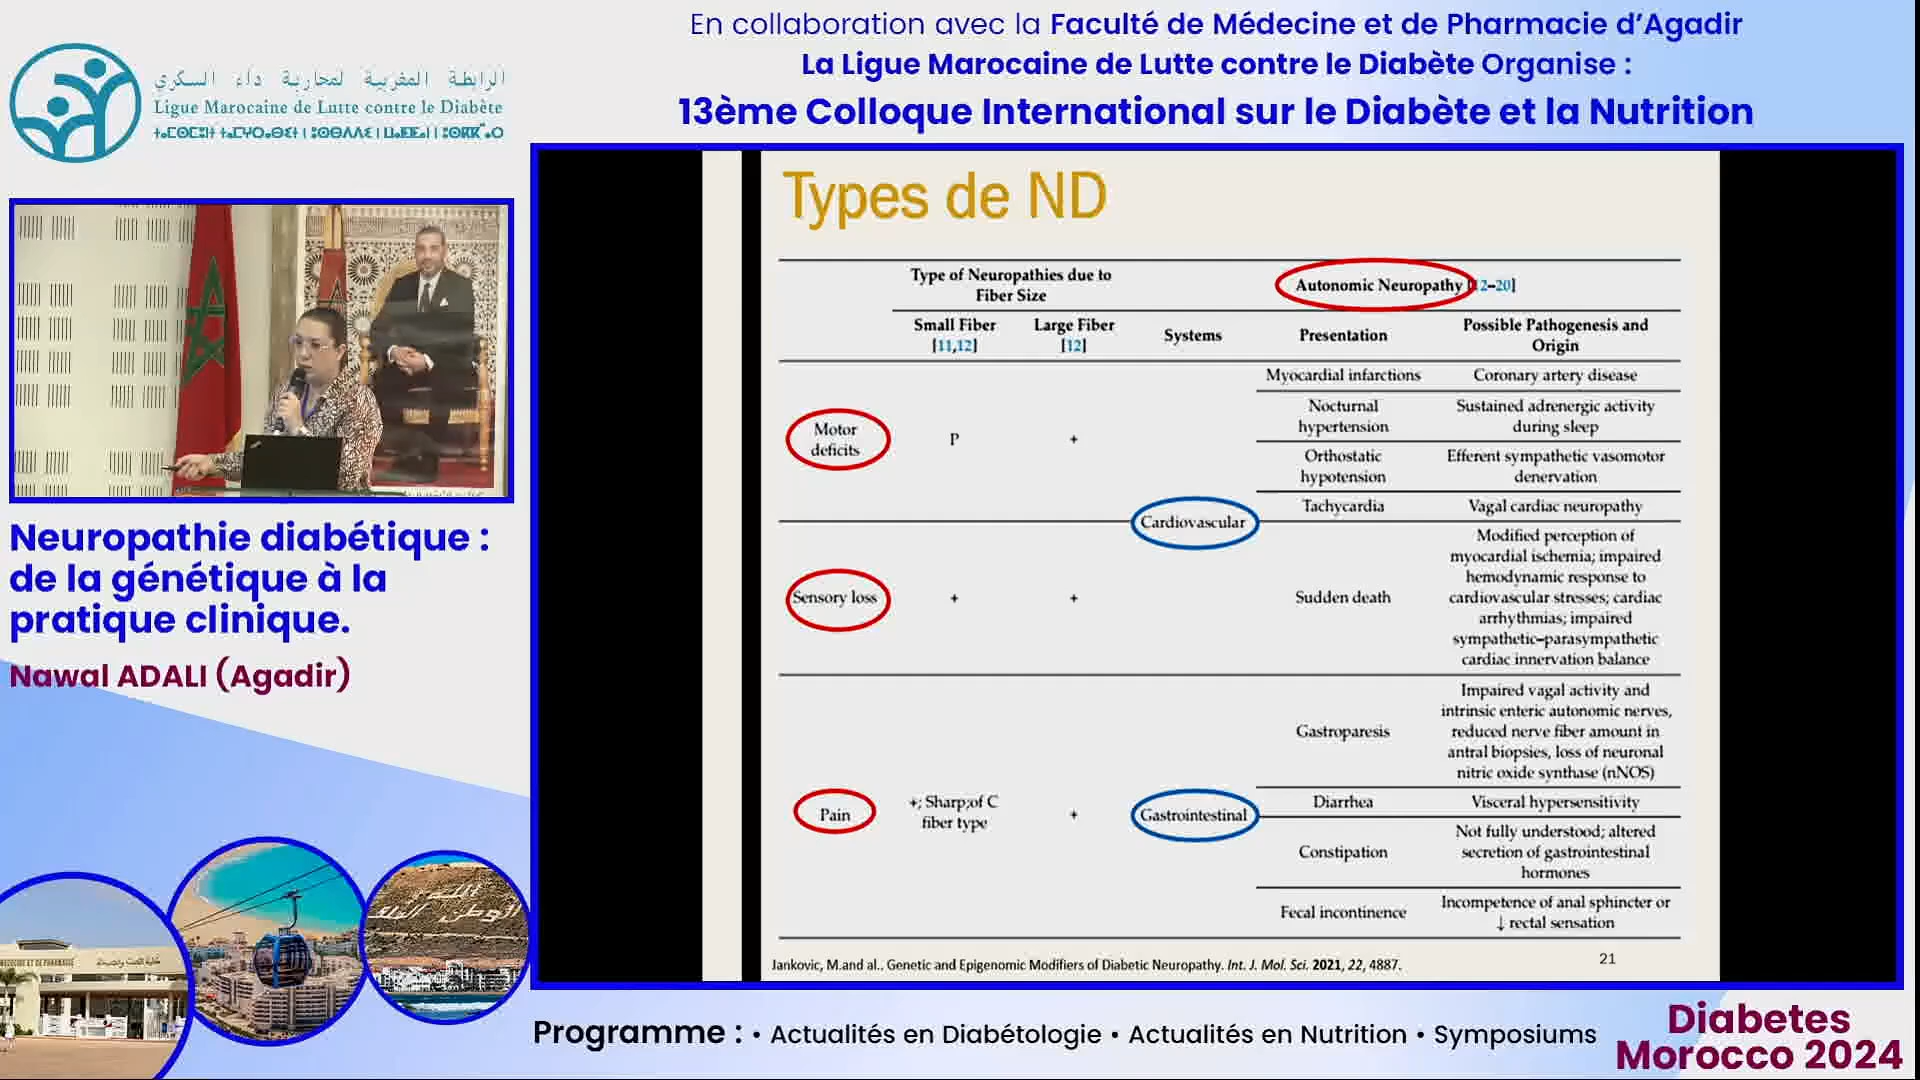 En collaboration avec la Faculté de Médecine et de Pharmacie d'Agadir
La Ligue Marocaine de Lutte contre le Diabète Organise :
13ème Colloque International sur le Diabète et la Nutrition
الرابطة المغربية لمحاربة داء السكري
Ligue Marocaine de Lutte contre le Diabète
Neuropathie diabétique :
de la génétique à la
pratique clinique.
Nawal ADALI (Agadir)
Types de ND
Type of Neuropathies due to
Fiber Size
Autonomic Neuropathy [12–20]
Small Fiber
[11,12]
Large Fiber
[12]
Systems
Presentation
Possible Pathogenesis and
Origin
Motor
deficits
P
+
Cardiovascular
Myocardial infarctions
Coronary artery disease
Nocturnal
hypertension
Sustained adrenergic activity
during sleep
Orthostatic
hypotension
Efferent sympathetic vasomotor
denervation
Tachycardia
Vagal cardiac neuropathy
Sensory loss
+
+
Sudden death
Modified perception of
myocardial ischemia; impaired
hemodynamic response to
cardiovascular stresses; cardiac
arrhythmias; impaired
sympathetic–parasympathetic
cardiac innervation balance
Pain
+; Sharp;of C
fiber type
+
Gastrointestinal
Gastroparesis
Impaired vagal activity and
intrinsic enteric autonomic nerves,
reduced nerve fiber amount in
antral biopsies, loss of neuronal
nitric oxide synthase (nNOS)
Diarrhea
Visceral hypersensitivity
Constipation
Not fully understood; altered
secretion of gastrointestinal
hormones
Fecal incontinence
Incompetence of anal sphincter or
↓ rectal sensation
Jankovic, M.and al.. Genetic and Epigenomic Modifiers of Diabetic Neuropathy. Int. J. Mol. Sci. 2021, 22, 4887.
21
الله
الوطن الملك
Programme : • Actualités en Diabétologie • Actualités en Nutrition • Symposiums
Diabetes
Morocco 2024